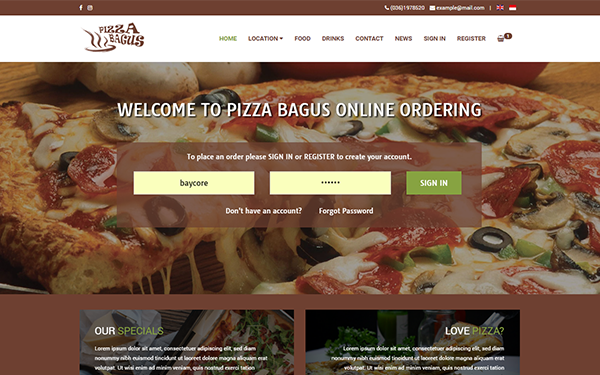 (036)1978520 example@mail.com |
PIZZA BAGUS
HOME LOCATION FOOD DRINKS CONTACT NEWS SIGN IN REGISTER 1
WELCOME TO PIZZA BAGUS ONLINE ORDERING
To place an order please SIGN IN or REGISTER to create your account.
baycore •••••• SIGN IN
Don't have an account? Forgot Password
OUR SPECIALS
Lorem ipsum dolor sit amet, consectetuer adipiscing elit, sed diam
nonummy nibh euismod tincidunt ut laoreet dolore magna aliquam erat
volutpat. Ut wisi enim ad minim veniam, quis nostrud exerci tation
LOVE PIZZA?
Lorem ipsum dolor sit amet, consectetuer adipiscing elit, sed diam
nonummy nibh euismod tincidunt ut laoreet dolore magna aliquam erat
volutpat. Ut wisi enim ad minim veniam, quis nostrud exerci tation